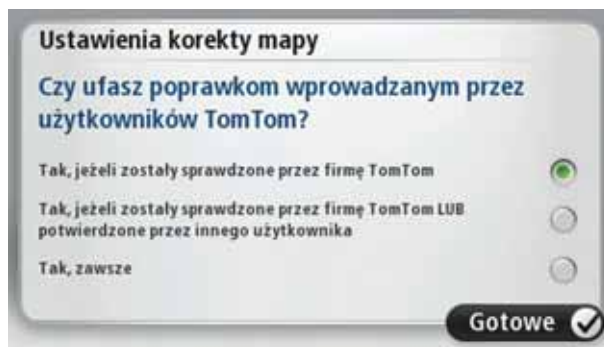 Ustawienia korekty mapy
Czy ufasz poprawkom wprowadzanym przez
użytkowników TomTom?
Tak, jeżeli zostały sprawdzone przez firmę TomTom
Tak, jeżeli zostały sprawdzone przez firmę TomTom LUB
potwierdzone przez innego użytkownika
Tak, zawsze
Gotowe